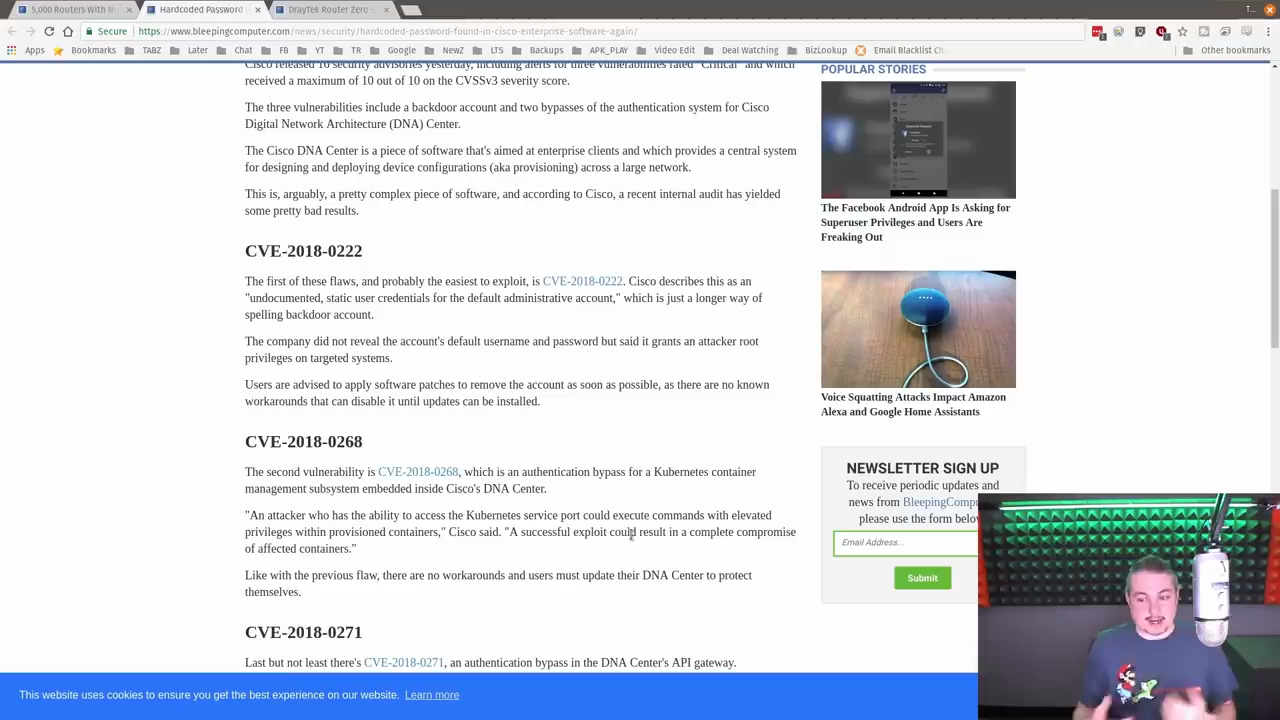 5,000 Routers With N
Hardcoded Password
DrayTek Router Zero
Secure
https://www.bleepingcomputer.com/news/security/hardcoded-password-found-in-cisco-enterprise-software-again/
Apps Bookmarks TABZ Later Chat FB YT TR Google NewZ LTS Backups APK_PLAY Video Edit Deal Watching BizLookup Email Blacklist Other bookmarks
Cisco released 16 security advisories yesterday, including alerts for three vulnerabilities rated "Critical" and which
received a maximum of 10 out of 10 on the CVSSv3 severity score.
The three vulnerabilities include a backdoor account and two bypasses of the authentication system for Cisco
Digital Network Architecture (DNA) Center.
The Cisco DNA Center is a piece of software that's aimed at enterprise clients and which provides a central system
for designing and deploying device configurations (aka provisioning) across a large network.
This is, arguably, a pretty complex piece of software, and according to Cisco, a recent internal audit has yielded
some pretty bad results.
CVE-2018-0222
The first of these flaws, and probably the easiest to exploit, is CVE-2018-0222. Cisco describes this as an
"undocumented, static user credentials for the default administrative account," which is just a longer way of
spelling backdoor account.
The company did not reveal the account's default username and password but said it grants an attacker root
privileges on targeted systems.
Users are advised to apply software patches to remove the account as soon as possible, as there are no known
workarounds that can disable it until updates can be installed.
CVE-2018-0268
The second vulnerability is CVE-2018-0268, which is an authentication bypass for a Kubernetes container
management subsystem embedded inside Cisco's DNA Center.
"An attacker who has the ability to access the Kubernetes service port could execute commands with elevated
privileges within provisioned containers," Cisco said. "A successful exploit could result in a complete compromise
of affected containers."
Like with the previous flaw, there are no workarounds and users must update their DNA Center to protect
themselves.
CVE-2018-0271
Last but not least there's CVE-2018-0271, an authentication bypass in the DNA Center's API gateway.
POPULAR STORIES
The Facebook Android App Is Asking for
Superuser Privileges and Users Are
Freaking Out
Voice Squatting Attacks Impact Amazon
Alexa and Google Home Assistants
NEWSLETTER SIGN UP
To receive periodic updates and
news from BleepingCompu
please use the form below
Email Address...
Submit
This website uses cookies to ensure you get the best experience on our website. Learn more